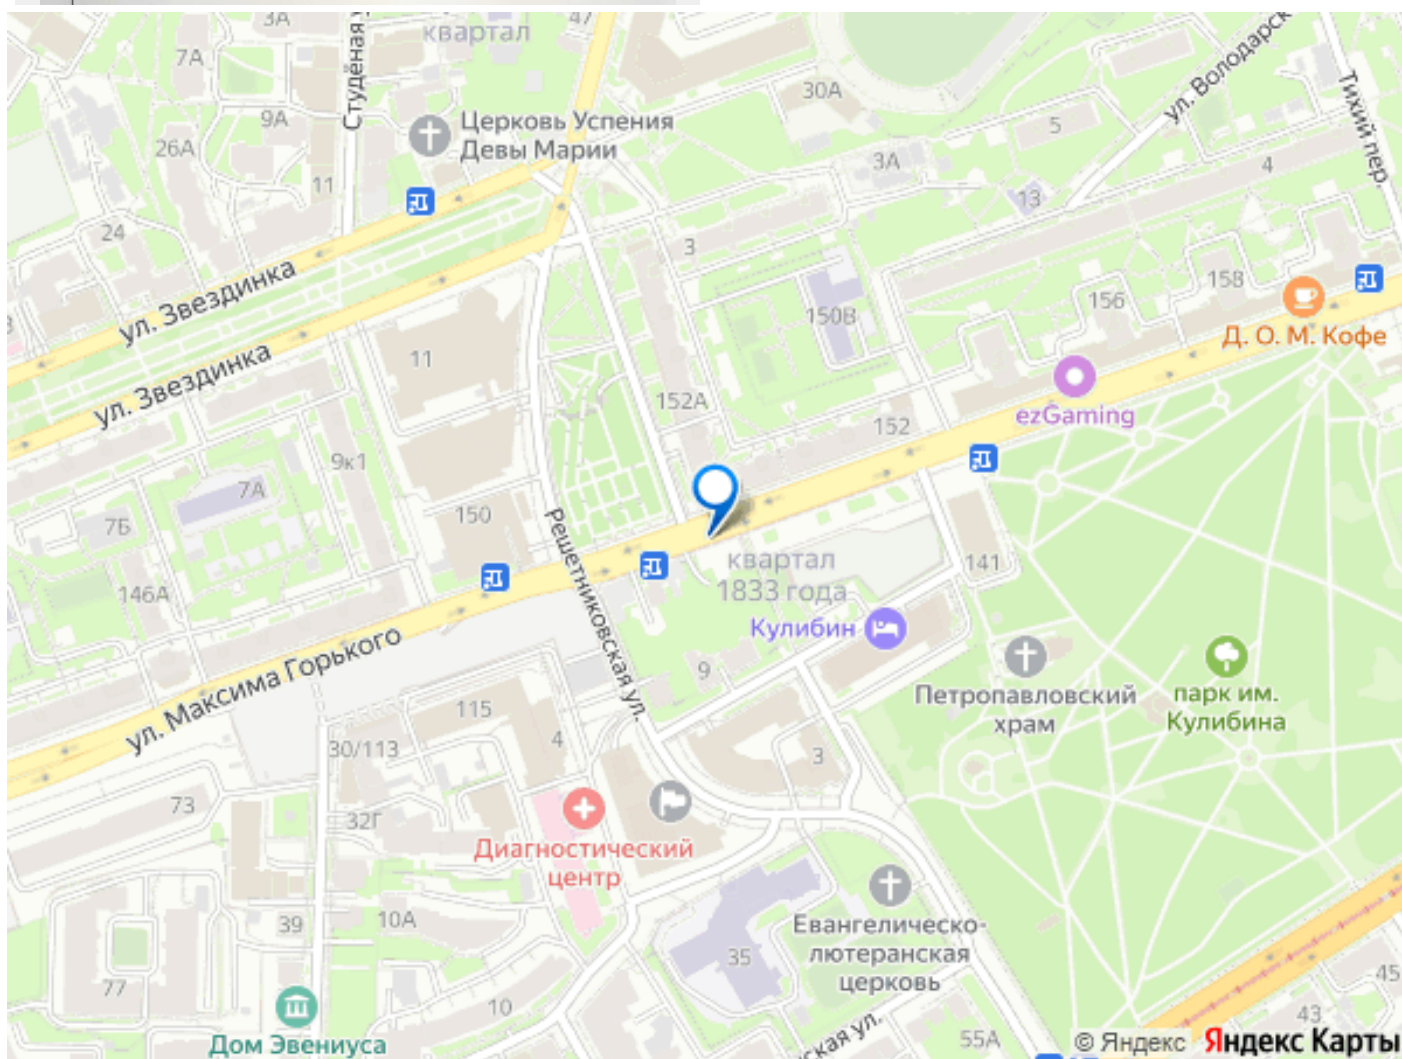 3А
47
квартал
7А
Студеная у
30А
ул. Володарск
Тихий пер.
9А
Церковь Успения
Девы Марии
5
26А
3А
4
11
13
24
3
ул. Звездинка
158
156
150В
Д. О. М. Кофе
11
ул. Звездинка
152А
ezGaming
152
9к1
7А
7Б
150
Решетниковская ул.
квартал
1833 года
141
146А
Кулибин
ул. Максима Горького
9
Петропавловский
храм
парк им.
Кулибина
115
4
30/113
3
73
32Г
Диагностический
центр
10А
39
Евангелическо-
лютеранская
церковь
35
77
10
45
43
Дом Эвениуса
ская ул.
55А
© Яндекс
Яндекс Карты